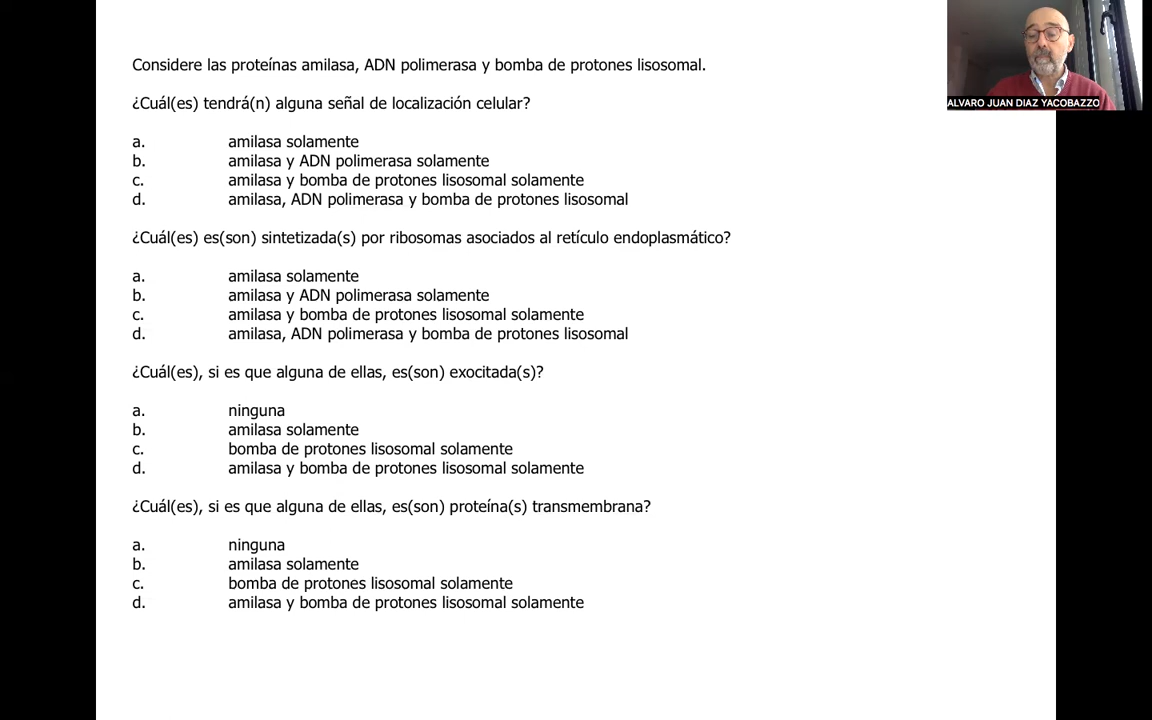 Considere las proteínas amilasa, ADN polimerasa y bomba de protones lisosomal.
¿Cuál(es) tendrá(n) alguna señal de localización celular?
a. amilasa solamente
b. amilasa y ADN polimerasa solamente
c. amilasa y bomba de protones lisosomal solamente
d. amilasa, ADN polimerasa y bomba de protones lisosomal
¿Cuál(es) es(son) sintetizada(s) por ribosomas asociados al retículo endoplasmático?
a. amilasa solamente
b. amilasa y ADN polimerasa solamente
c. amilasa y bomba de protones lisosomal solamente
d. amilasa, ADN polimerasa y bomba de protones lisosomal
¿Cuál(es), si es que alguna de ellas, es(son) exocitada(s)?
a. ninguna
b. amilasa solamente
c. bomba de protones lisosomal solamente
d. amilasa y bomba de protones lisosomal solamente
¿Cuál(es), si es que alguna de ellas, es(son) proteína(s) transmembrana?
a. ninguna
b. amilasa solamente
c. bomba de protones lisosomal solamente
d. amilasa y bomba de protones lisosomal solamente
ALVARO JUAN DIAZ YACOBAZZO